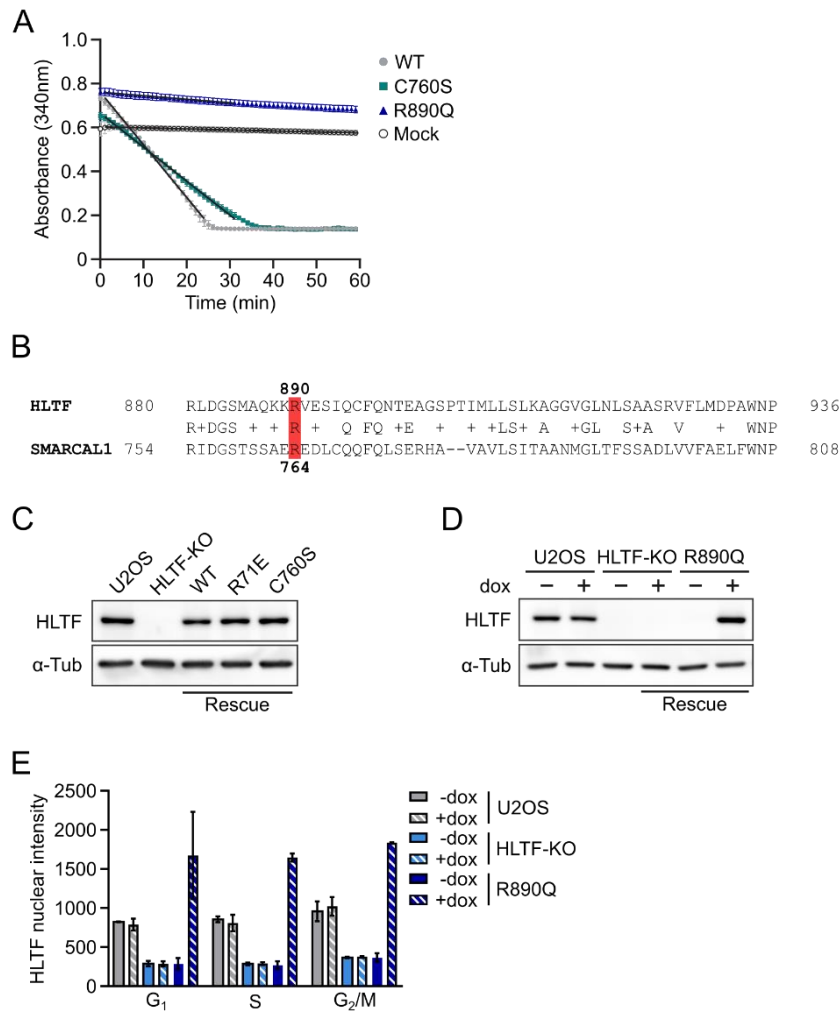 A
1.0
0.8
0.6
0.4
0.2
0
Absorbance (340nm)
0 10 20 30 40 50 60
Time (min)
WT
C760S
R890Q
Mock
B
890
HLTF 880 RLDGSMAQKKRVESIQCFQNTEAGSPTIMLLSLKAGGVGLNLSAASRVFLMDPAWNP 936
R+DGS + + R + Q FQ +E + +LS+ A +GL S+A V + WNP
SMARCAL1 754 RIDGSTSSAEREDLCQQFQLSERHA--VAVLSITAANMGLTFSSADLVVFAELFWNP 808
764
C
U2OS HLTF-KO WT R71E C760S
HLTF
α-Tub
Rescue
D
U2OS HLTF-KO R890Q
dox − + − + − +
HLTF
α-Tub
Rescue
E
2500
2000
1500
1000
500
0
HLTF nuclear intensity
G1 S G2/M
-dox
+dox
U2OS
-dox
+dox
HLTF-KO
-dox
+dox
R890Q